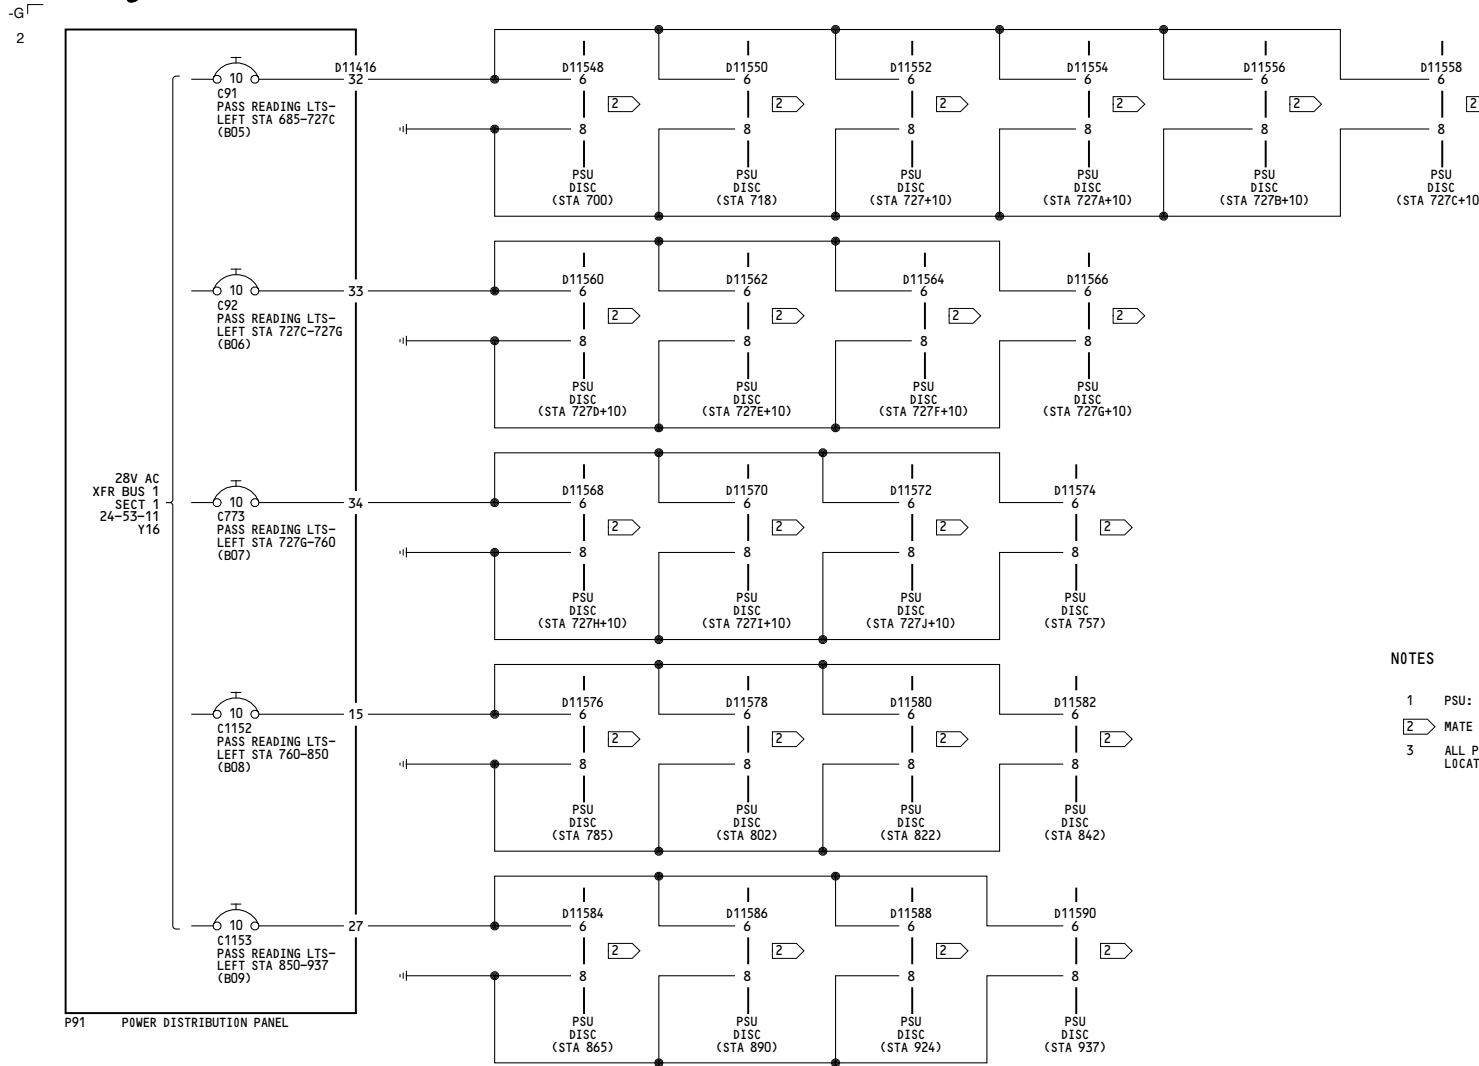 -G
2
D11416
32
10
C91
PASS READING LTS-
LEFT STA 685-727C
(B05)
D11548
6
2
8
PSU
DISC
(STA 700)
D11550
6
2
8
PSU
DISC
(STA 718)
D11552
6
2
8
PSU
DISC
(STA 727+10)
D11554
6
2
8
PSU
DISC
(STA 727A+10)
D11556
6
2
8
PSU
DISC
(STA 727B+10)
D11558
6
2
8
PSU
DISC
(STA 727C+10
33
10
C92
PASS READING LTS-
LEFT STA 727C-727G
(B06)
D11560
6
2
8
PSU
DISC
(STA 727D+10)
D11562
6
2
8
PSU
DISC
(STA 727E+10)
D11564
6
2
8
PSU
DISC
(STA 727F+10)
D11566
6
2
8
PSU
DISC
(STA 727G+10)
28V AC
XFR BUS 1
SECT 1
24-53-11
Y16
34
10
C773
PASS READING LTS-
LEFT STA 727G-760
(B07)
D11568
6
2
8
PSU
DISC
(STA 727H+10)
D11570
6
2
8
PSU
DISC
(STA 727I+10)
D11572
6
2
8
PSU
DISC
(STA 727J+10)
D11574
6
2
8
PSU
DISC
(STA 757)
15
10
C1152
PASS READING LTS-
LEFT STA 760-850
(B08)
D11576
6
2
8
PSU
DISC
(STA 785)
D11578
6
2
8
PSU
DISC
(STA 802)
D11580
6
2
8
PSU
DISC
(STA 822)
D11582
6
2
8
PSU
DISC
(STA 842)
27
10
C1153
PASS READING LTS-
LEFT STA 850-937
(B09)
D11584
6
2
8
PSU
DISC
(STA 865)
D11586
6
2
8
PSU
DISC
(STA 890)
D11588
6
2
8
PSU
DISC
(STA 924)
D11590
6
2
8
PSU
DISC
(STA 937)
P91 POWER DISTRIBUTION PANEL
NOTES
1 PSU:
2 MATE
3 ALL P
LOCAT